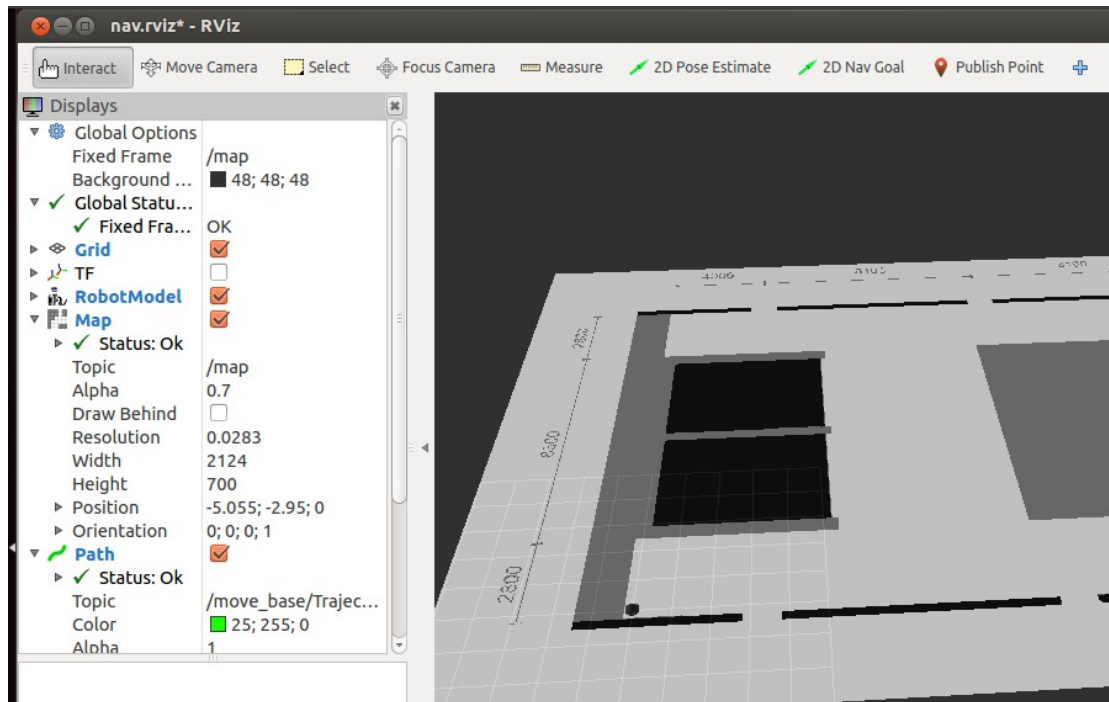 nav.rviz* - RViz
Interact Move Camera Select Focus Camera Measure 2D Pose Estimate 2D Nav Goal Publish Point
Displays
Global Options
Fixed Frame /map
Background ... 48; 48; 48
Global Statu...
Fixed Fra... OK
Grid
TF
RobotModel
Map
Status: Ok
Topic /map
Alpha 0.7
Draw Behind
Resolution 0.0283
Width 2124
Height 700
Position -5.055; -2.95; 0
Orientation 0; 0; 0; 1
Path
Status: Ok
Topic /move_base/Trajec...
Color 25; 255; 0
Alpha 1
2800